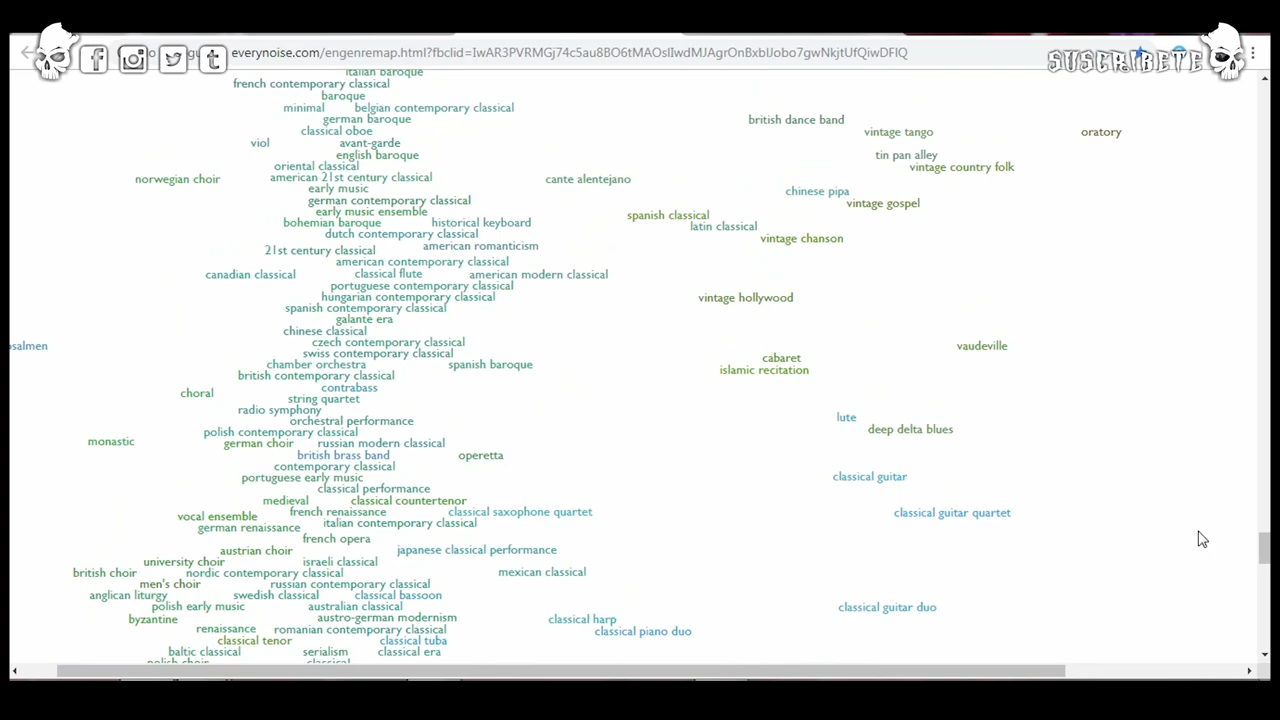 everynoise.com/engenremap.html?fbclid=IwAR3PVRMGj74c5au8BO6tMAOslIwdMJAgrOnBxblJobo7gwNkjtUfQiwDFlQ
SUSCRIBETE
italian baroque
french contemporary classical
baroque
minimal belgian contemporary classical
german baroque british dance band
classical oboe vintage tango oratory
viol avant-garde
english baroque tin pan alley
oriental classical vintage country folk
norwegian choir american 21st century classical cante alentejano
early music chinese pipa
german contemporary classical vintage gospel
early music ensemble spanish classical
bohemian baroque historical keyboard latin classical
dutch contemporary classical vintage chanson
american romanticism
21st century classical
american contemporary classical
canadian classical classical flute american modern classical
portuguese contemporary classical
hungarian contemporary classical vintage hollywood
spanish contemporary classical
galante era
chinese classical
czech contemporary classical
salmen vaudeville
swiss contemporary classical cabaret
chamber orchestra spanish baroque islamic recitation
british contemporary classical
contrabass
choral string quartet
radio symphony
orchestral performance lute
polish contemporary classical deep delta blues
monastic german choir russian modern classical
british brass band operetta
contemporary classical
portuguese early music classical guitar
classical performance
medieval classical countertenor
vocal ensemble french renaissance classical saxophone quartet classical guitar quartet
german renaissance italian contemporary classical
french opera
austrian choir japanese classical performance
university choir israeli classical
british choir nordic contemporary classical mexican classical
men's choir russian contemporary classical
anglican liturgy swedish classical classical bassoon
polish early music australian classical classical guitar duo
byzantine austro-german modernism classical harp
renaissance romanian contemporary classical classical piano duo
classical tenor classical tuba
baltic classical serialism classical era
polish choir classical